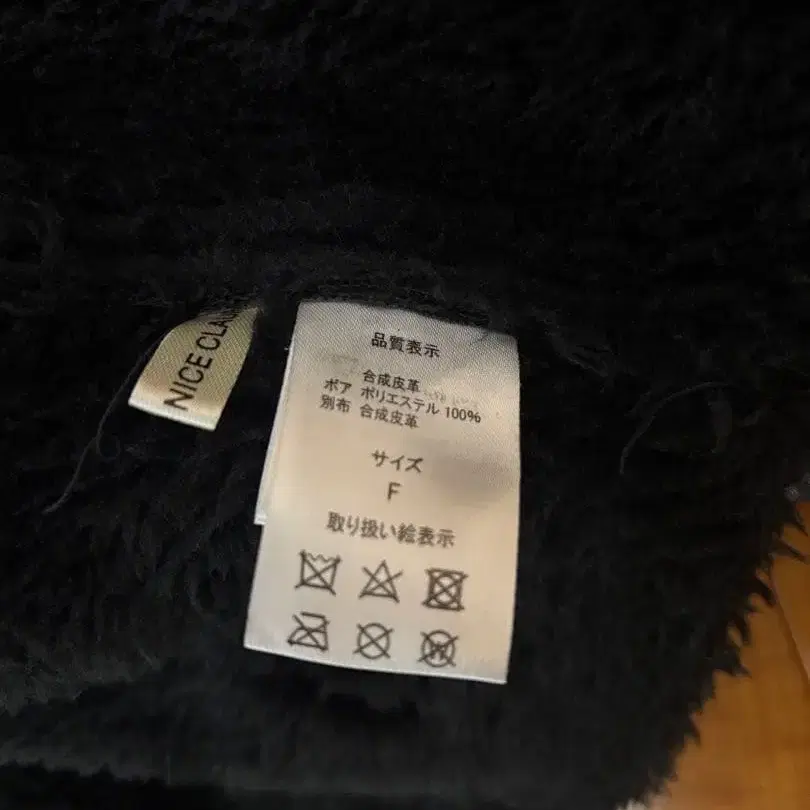 NICE CLA
品質表示
合成皮革
ボア ポリエステル 100%
別布 合成皮革
サイズ
F
取り扱い絵表示
W